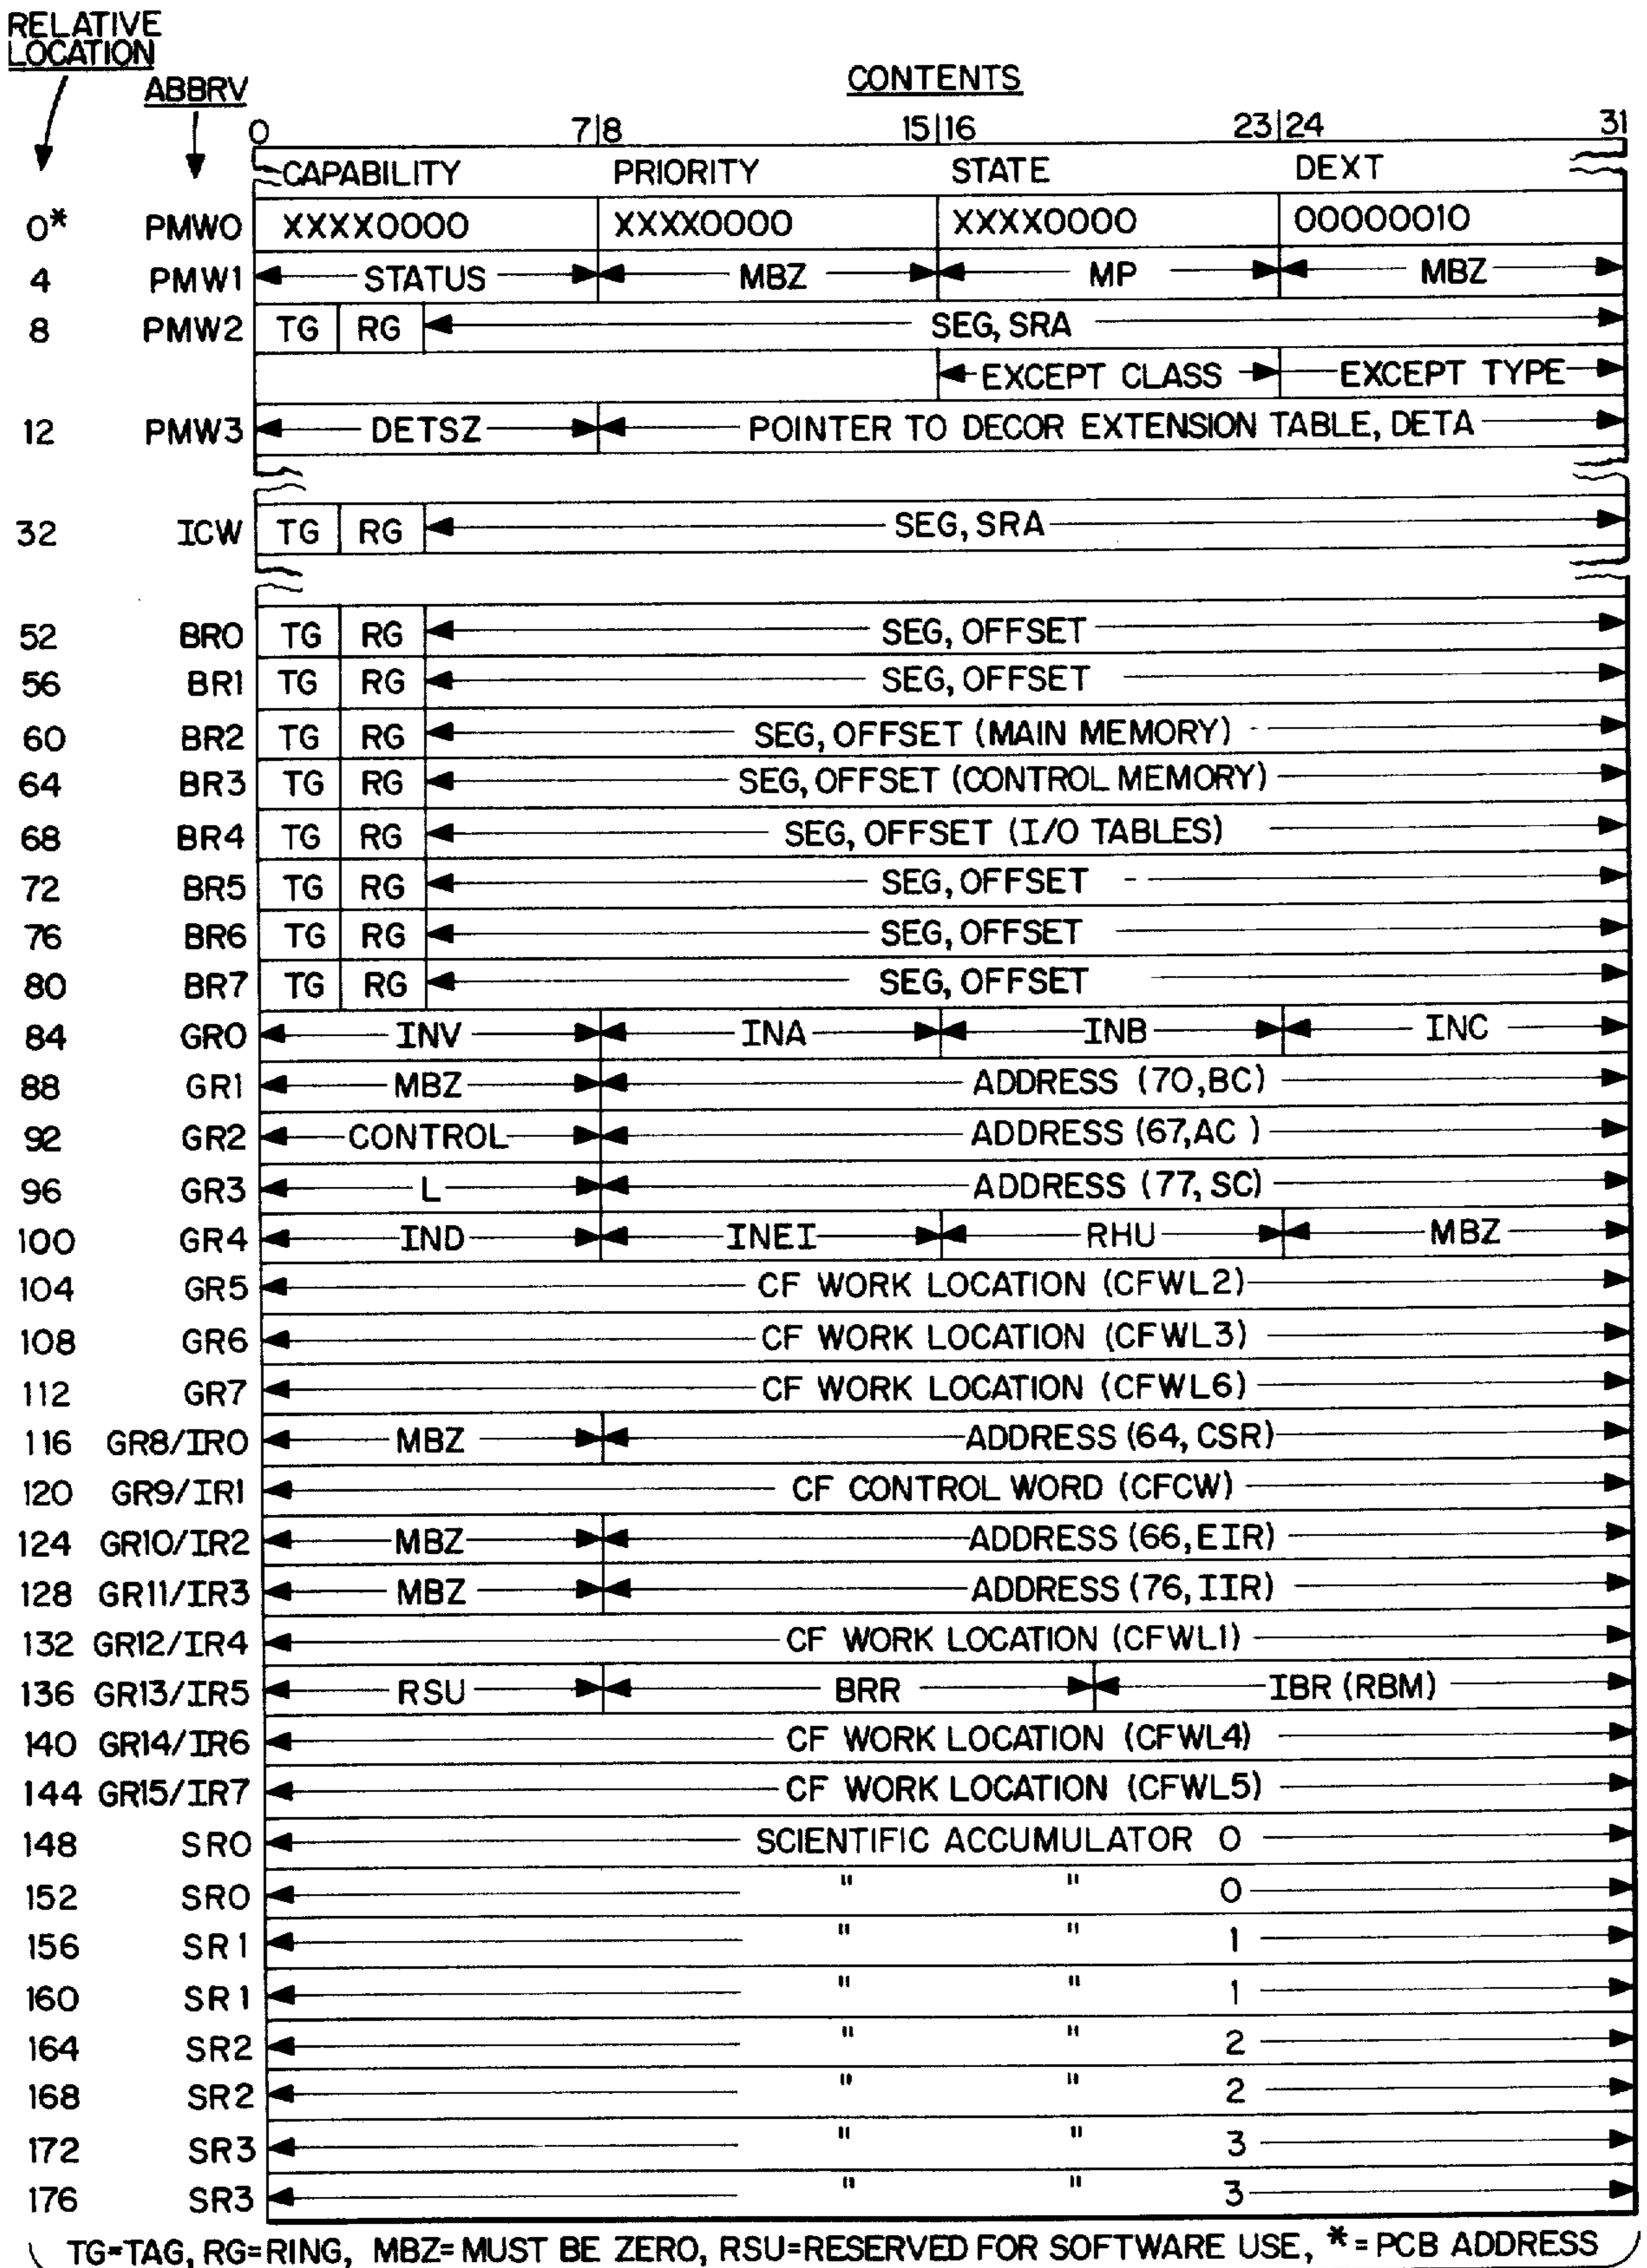 RELATIVE
LOCATION
ABBRV
CONTENTS
0 7|8 15|16 23|24 31
CAPABILITY PRIORITY STATE DEXT
0* PMW0 XXXX0000 XXXX0000 XXXX0000 00000010
4 PMW1 STATUS MBZ MP MBZ
8 PMW2 TG RG SEG, SRA
EXCEPT CLASS EXCEPT TYPE
12 PMW3 DETSZ POINTER TO DECOR EXTENSION TABLE, DETA
32 ICW TG RG SEG, SRA
52 BR0 TG RG SEG, OFFSET
56 BR1 TG RG SEG, OFFSET
60 BR2 TG RG SEG, OFFSET (MAIN MEMORY)
64 BR3 TG RG SEG, OFFSET (CONTROL MEMORY)
68 BR4 TG RG SEG, OFFSET (I/O TABLES)
72 BR5 TG RG SEG, OFFSET
76 BR6 TG RG SEG, OFFSET
80 BR7 TG RG SEG, OFFSET
84 GR0 INV INA INB INC
88 GR1 MBZ ADDRESS (70,BC)
92 GR2 CONTROL ADDRESS (67,AC )
96 GR3 L ADDRESS (77, SC)
100 GR4 IND INEI RHU MBZ
104 GR5 CF WORK LOCATION (CFWL2)
108 GR6 CF WORK LOCATION (CFWL3)
112 GR7 CF WORK LOCATION (CFWL6)
116 GR8/IR0 MBZ ADDRESS (64, CSR)
120 GR9/IR1 CF CONTROL WORD (CFCW)
124 GR10/IR2 MBZ ADDRESS (66,EIR)
128 GR11/IR3 MBZ ADDRESS (76, IIR)
132 GR12/IR4 CF WORK LOCATION (CFWL1)
136 GR13/IR5 RSU BRR IBR (RBM)
140 GR14/IR6 CF WORK LOCATION (CFWL4)
144 GR15/IR7 CF WORK LOCATION (CFWL5)
148 SR0 SCIENTIFIC ACCUMULATOR 0
152 SR0 " " 0
156 SR1 " " 1
160 SR1 " " 1
164 SR2 " " 2
168 SR2 " " 2
172 SR3 " " 3
176 SR3 " " 3
TG=TAG, RG=RING, MBZ=MUST BE ZERO, RSU=RESERVED FOR SOFTWARE USE, *=PCB ADDRESS